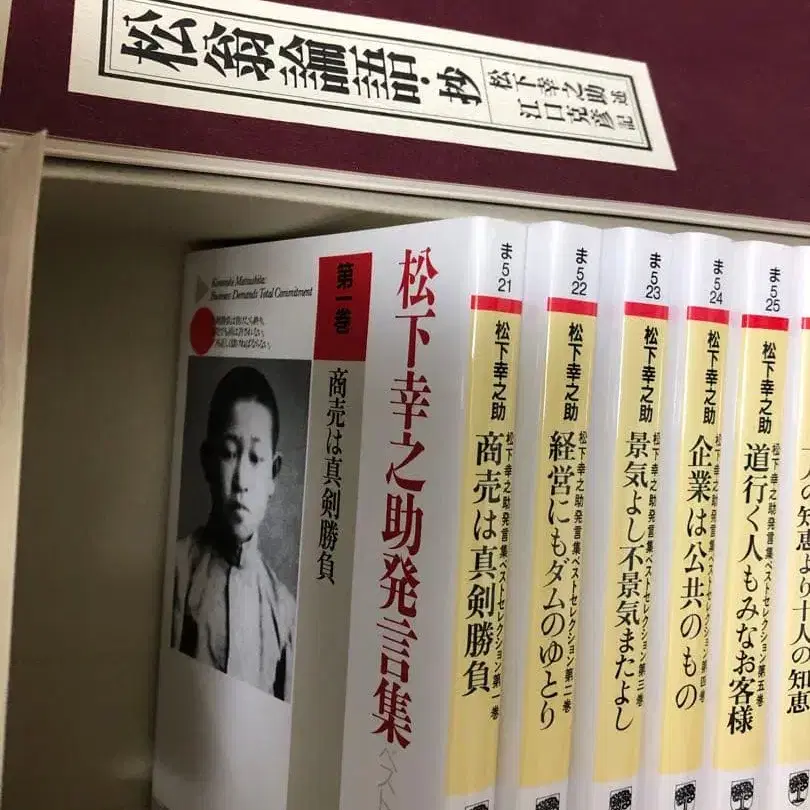 松翁論語・抄
松下幸之助 述
江口克彦 記
Konosuke Matsushita:
Business Demands Total Commitment
第一巻
商売は真剣勝負
松下幸之助発言集
ベスト
ま 5 21
松下幸之助
松下幸之助発言集ベストセレクション第一巻
商売は真剣勝負
ま 5 22
松下幸之助
松下幸之助発言集ベストセレクション第二巻
経営にもダムのゆとり
ま 5 23
松下幸之助
松下幸之助発言集ベストセレクション第三巻
景気よし不景気またよし
ま 5 24
松下幸之助
松下幸之助発言集ベストセレクション第四巻
企業は公共のもの
ま 5 25
松下幸之助
松下幸之助発言集ベストセレクション第五巻
道行く人もみなお客様
人の知恵より十人の知恵